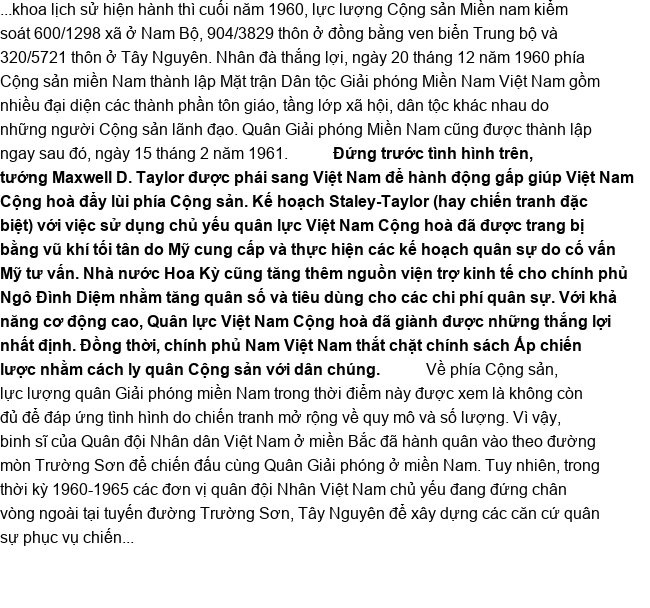 ...khoa lịch sử hiện hành thì cuối năm 1960, lực lượng Cộng sản Miền nam kiểm
soát 600/1298 xã ở Nam Bộ, 904/3829 thôn ở đồng bằng ven biển Trung bộ và
320/5721 thôn ở Tây Nguyên. Nhân đà thắng lợi, ngày 20 tháng 12 năm 1960 phía
Cộng sản miền Nam thành lập Mặt trận Dân tộc Giải phóng Miền Nam Việt Nam gồm
nhiều đại diện các thành phần tôn giáo, tầng lớp xã hội, dân tộc khác nhau do
những người Cộng sản lãnh đạo. Quân Giải phóng Miền Nam cũng được thành lập
ngay sau đó, ngày 15 tháng 2 năm 1961. Đứng trước tình hình trên,
tướng Maxwell D. Taylor được phái sang Việt Nam để hành động gấp giúp Việt Nam
Cộng hoà đẩy lùi phía Cộng sản. Kế hoạch Staley-Taylor (hay chiến tranh đặc
biệt) với việc sử dụng chủ yếu quân lực Việt Nam Cộng hoà đã được trang bị
bằng vũ khí tối tân do Mỹ cung cấp và thực hiện các kế hoạch quân sự do cố vấn
Mỹ tư vấn. Nhà nước Hoa Kỳ cũng tăng thêm nguồn viện trợ kinh tế cho chính phủ
Ngô Đình Diệm nhằm tăng quân số và tiêu dùng cho các chi phí quân sự. Với khả
năng cơ động cao, Quân lực Việt Nam Cộng hoà đã giành được những thắng lợi
nhất định. Đồng thời, chính phủ Nam Việt Nam thắt chặt chính sách Ấp chiến
lược nhằm cách ly quân Cộng sản với dân chúng. Về phía Cộng sản,
lực lượng quân Giải phóng miền Nam trong thời điểm này được xem là không còn
đủ để đáp ứng tình hình do chiến tranh mở rộng về quy mô và số lượng. Vì vậy,
binh sĩ của Quân đội Nhân dân Việt Nam ở miền Bắc đã hành quân vào theo đường
mòn Trường Sơn để chiến đấu cùng Quân Giải phóng ở miền Nam. Tuy nhiên, trong
thời kỳ 1960-1965 các đơn vị quân đội Nhân Việt Nam chủ yếu đang đứng chân
vòng ngoài tại tuyến đường Trường Sơn, Tây Nguyên để xây dựng các căn cứ quân
sự phục vụ chiến...